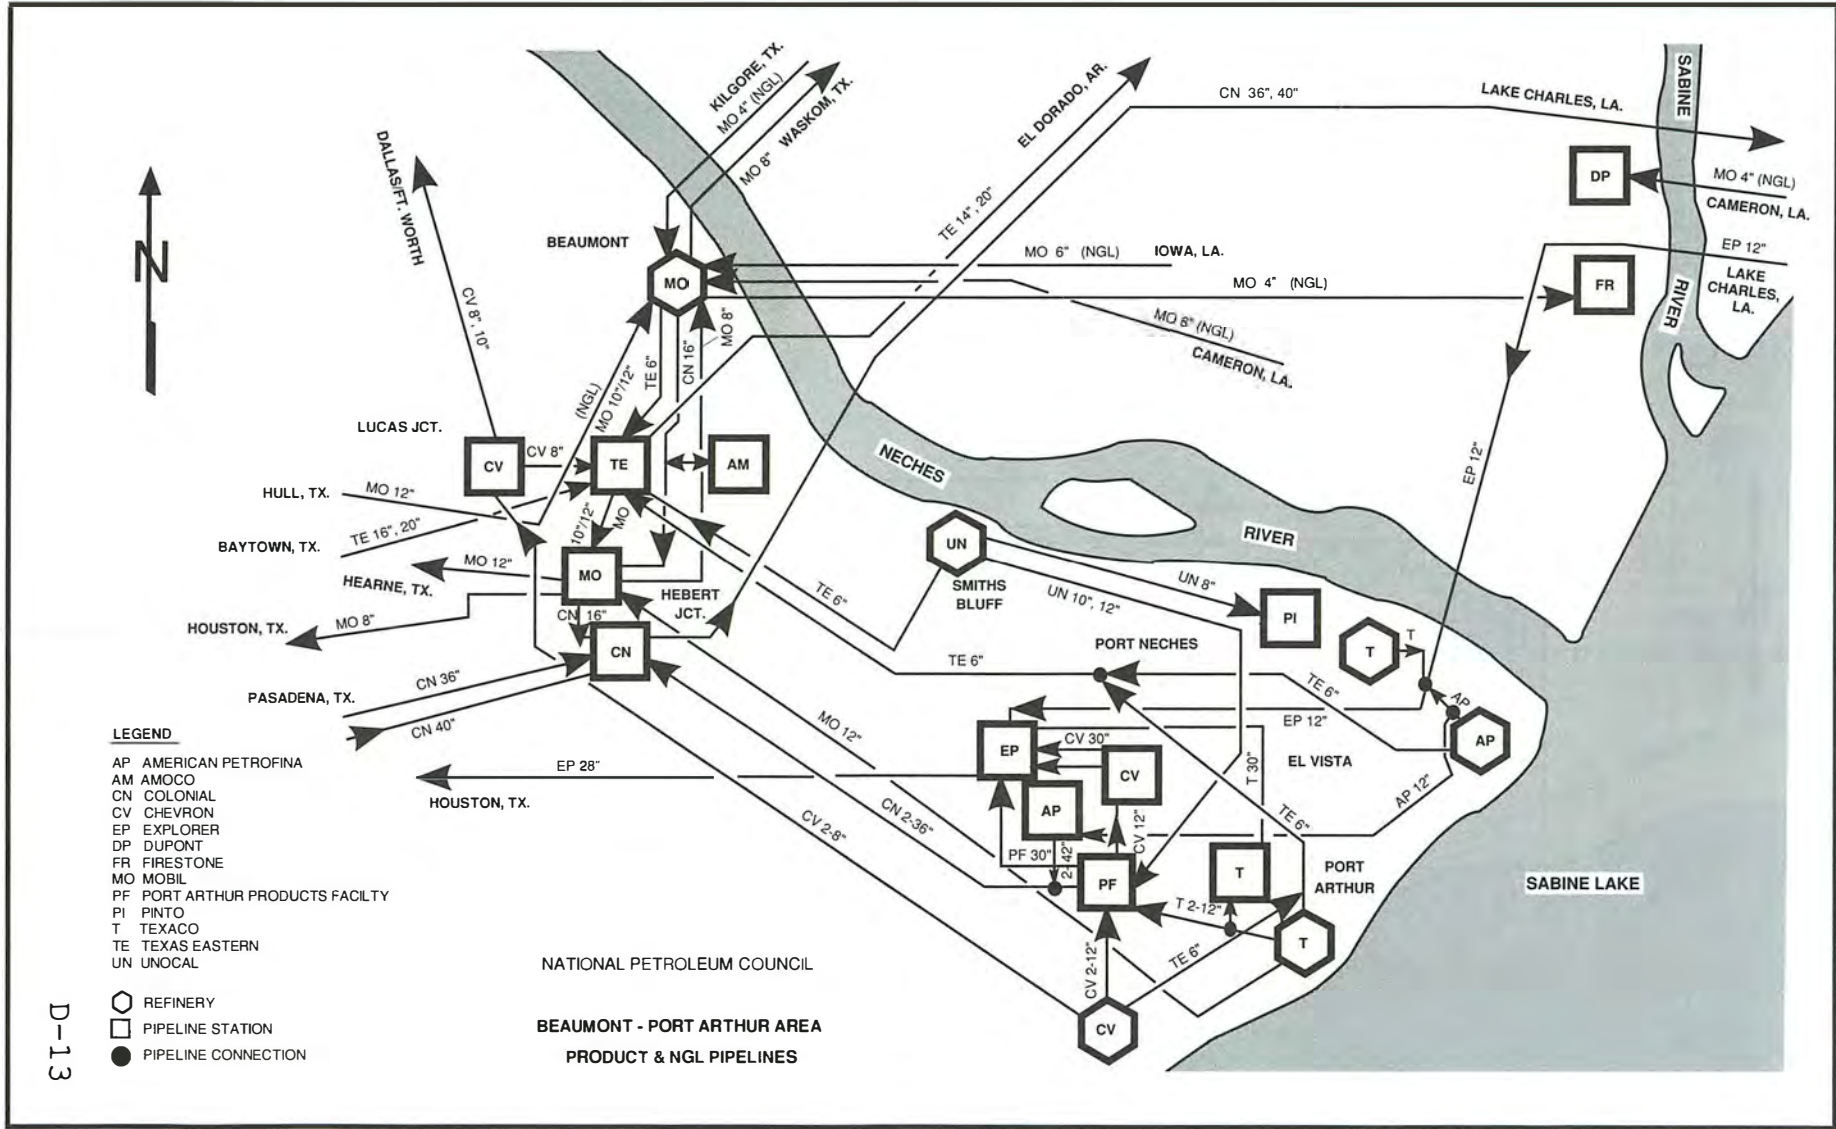 KILGORE, TX.
MO 4" (NGL)
WASKOM, TX.
MO 8"
EL DORADO, AR.
CN 36", 40"
LAKE CHARLES, LA.
SABINE
RIVER
DALLAS/FT. WORTH
CV 8", 10"
N
BEAUMONT
MO
TE 14", 20"
DP
MO 4" (NGL)
CAMERON, LA.
MO 6" (NGL)
IOWA, LA.
EP 12"
LAKE
CHARLES,
LA.
FR
MO 4" (NGL)
MO 8" (NGL)
CAMERON, LA.
(NGL)
MO 10"/12"
TE 6"
CN 16"
MO 8"
LUCAS JCT.
CV
CV 8"
TE
AM
NECHES
RIVER
EP 12"
HULL, TX.
MO 12"
TE 16", 20"
BAYTOWN, TX.
10"/12"
MO
MO
MO 12"
HEARNE, TX.
HEBERT
JCT.
CN 16"
CN
HOUSTON, TX.
MO 8"
UN
SMITHS
BLUFF
UN 8"
UN 10", 12"
PI
T
T
TE 6"
PORT NECHES
TE 6"
TE 6"
AP
AP
EP 12"
PASADENA, TX.
CN 36"
CN 40"
MO 12"
EP
CV 30"
CV
T 30"
EL VISTA
AP 12"
EP 28"
HOUSTON, TX.
CN 2-36"
CV 2-8"
AP
CV 12"
TE 6"
PF 30"
2-42"
PF
T
PORT
ARTHUR
T 2-12"
T
TE 6"
CV 2-12"
CV
SABINE LAKE
LEGEND
AP AMERICAN PETROFINA
AM AMOCO
CN COLONIAL
CV CHEVRON
EP EXPLORER
DP DUPONT
FR FIRESTONE
MO MOBIL
PF PORT ARTHUR PRODUCTS FACILTY
PI PINTO
T TEXACO
TE TEXAS EASTERN
UN UNOCAL
REFINERY
PIPELINE STATION
PIPELINE CONNECTION
NATIONAL PETROLEUM COUNCIL
BEAUMONT - PORT ARTHUR AREA
PRODUCT & NGL PIPELINES
D-13